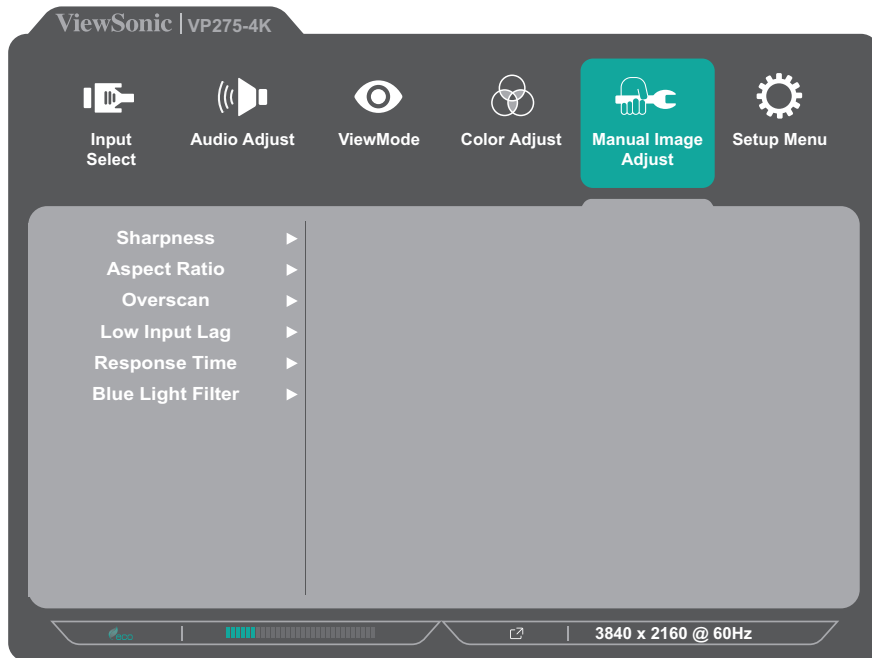 ViewSonic | VP275-4K
Input
Select
Audio Adjust
ViewMode
Color Adjust
Manual Image
Adjust
Setup Menu
Sharpness
Aspect Ratio
Overscan
Low Input Lag
Response Time
Blue Light Filter
eco
3840 x 2160 @ 60Hz